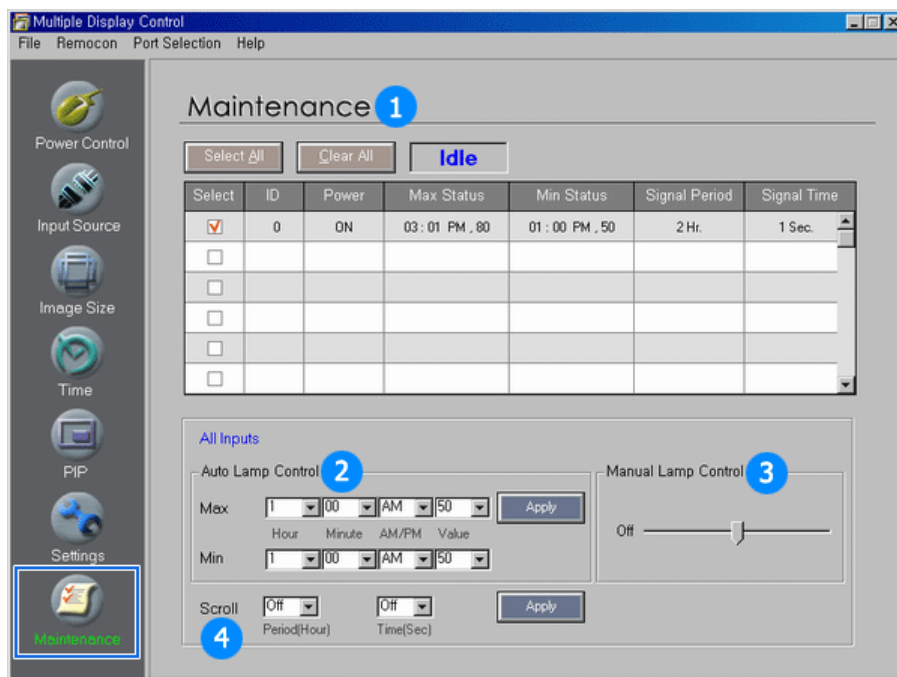 Multiple Display Control
File Remocon Port Selection Help
Power Control
Input Source
Image Size
Time
PIP
Settings
Maintenance
Maintenance 1
Select All Clear All Idle
Select ID Power Max Status Min Status Signal Period Signal Time
0 ON 03 : 01 PM , 80 01 : 00 PM , 50 2 Hr. 1 Sec.
All Inputs
Auto Lamp Control 2
Max 1 00 AM 50 Apply
Hour Minute AM/PM Value
Min 1 00 AM 50
Manual Lamp Control 3
Off
Scroll Off Off Apply
4 Period(Hour) Time(Sec)